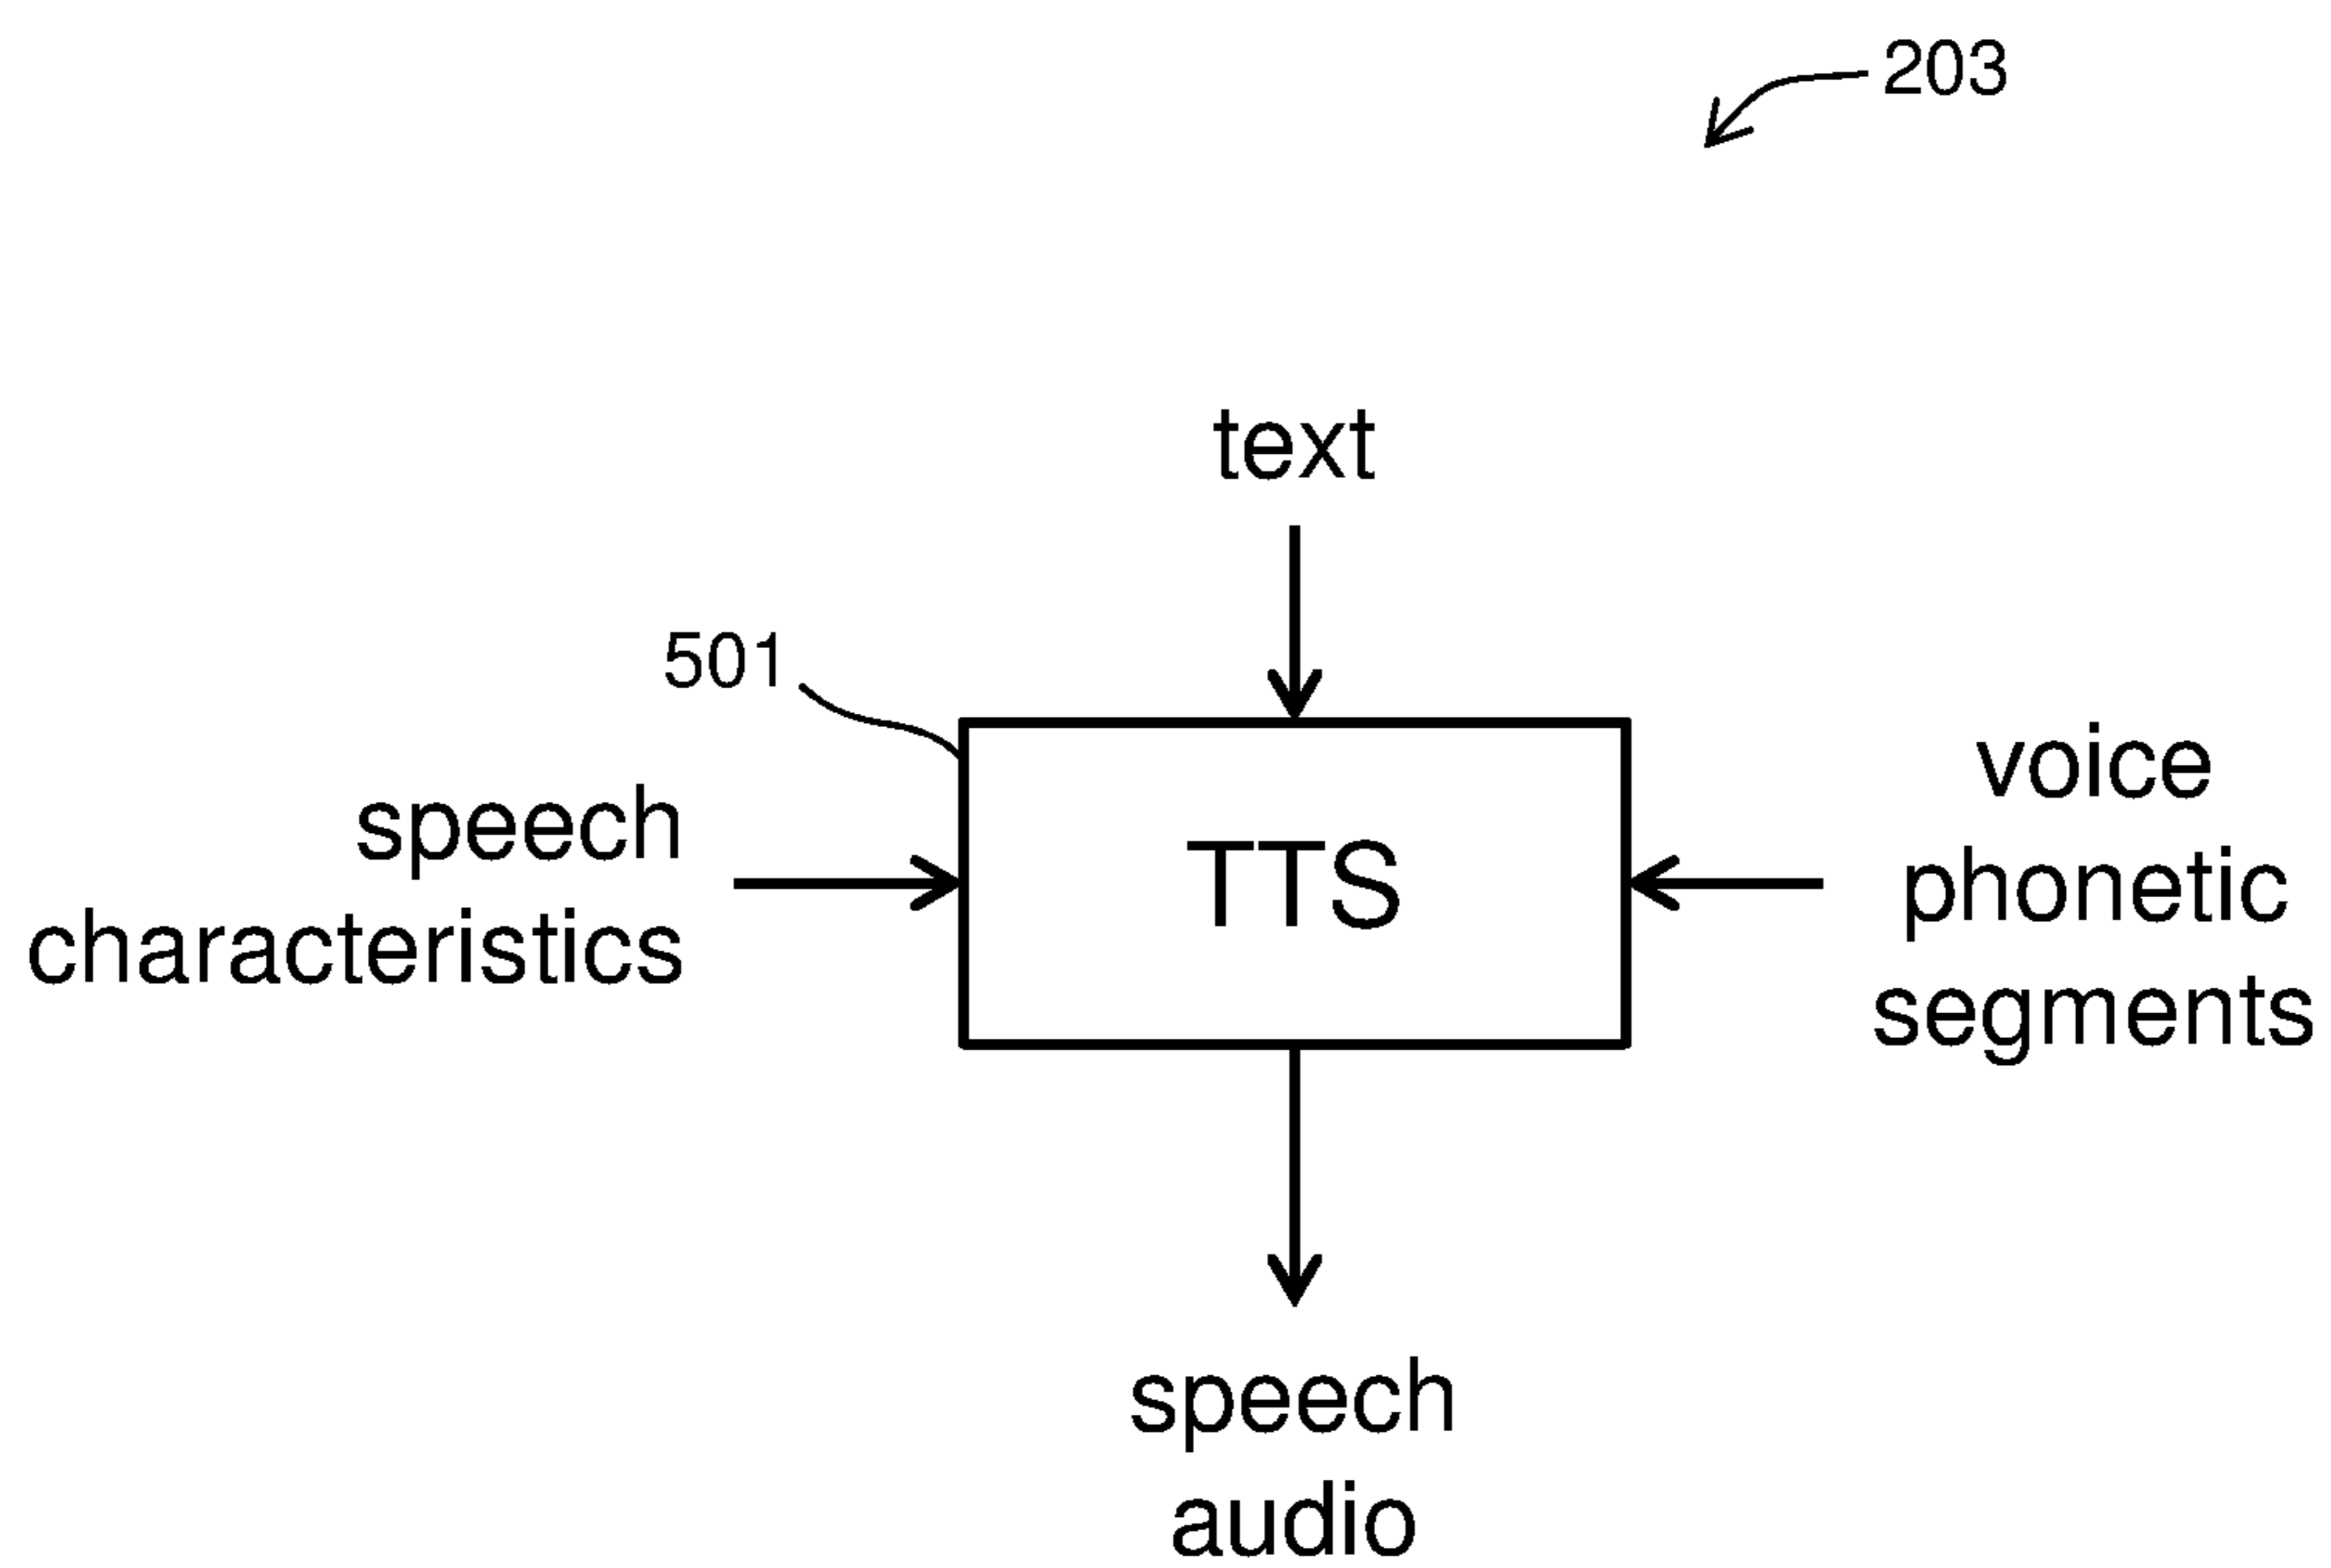 203
text
501
speech
characteristics
TTS
voice
phonetic
segments
speech
audio